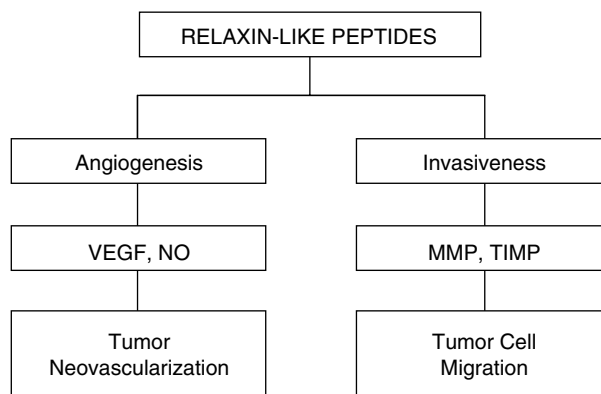 RELAXIN-LIKE PEPTIDES
Angiogenesis
Invasiveness
VEGF, NO
MMP, TIMP
Tumor
Neovascularization
Tumor Cell
Migration